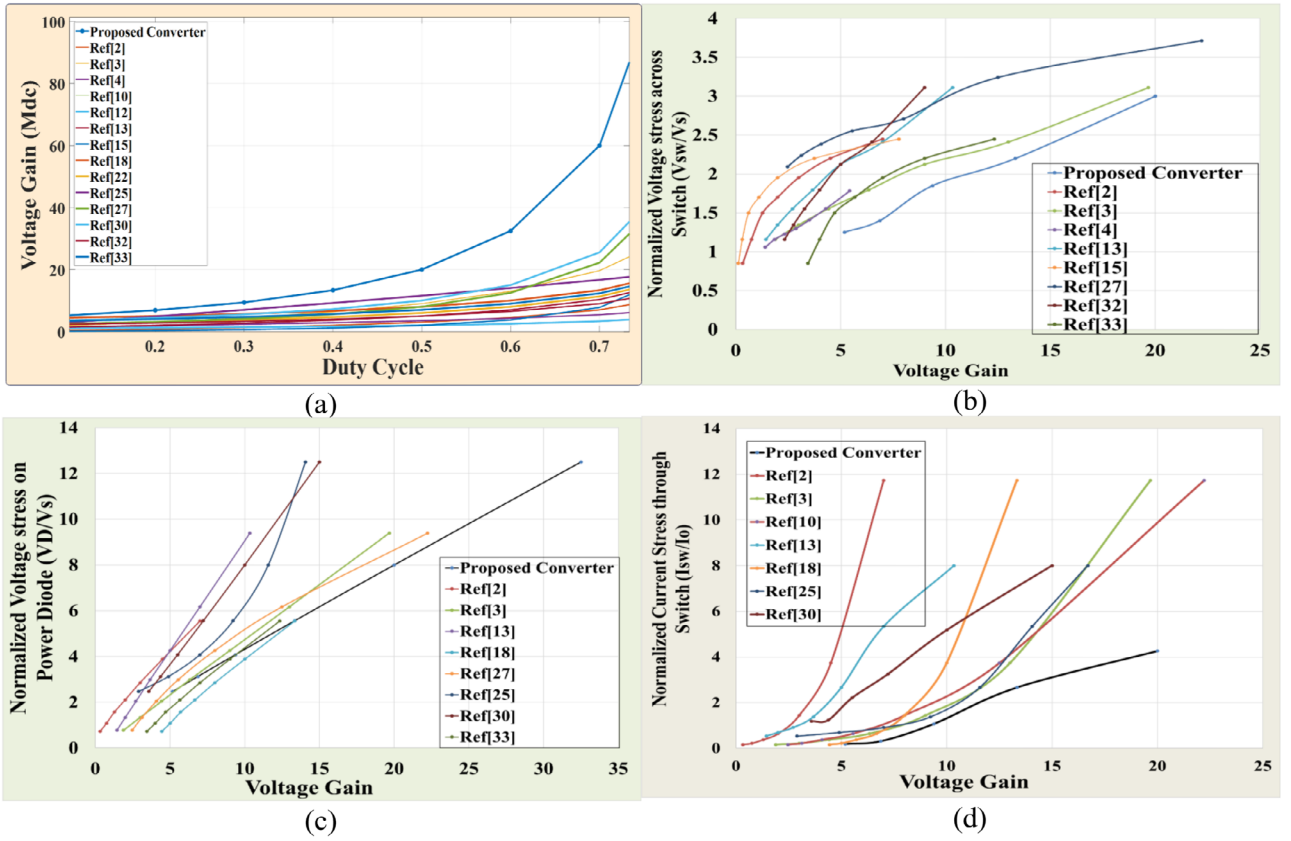 100
80
60
40
20
0
Voltage Gain (Mdc)
Proposed Converter
Ref[2]
Ref[3]
Ref[4]
Ref[10]
Ref[12]
Ref[13]
Ref[15]
Ref[18]
Ref[22]
Ref[25]
Ref[27]
Ref[30]
Ref[32]
Ref[33]
0.2 0.3 0.4 0.5 0.6 0.7
Duty Cycle
(a)
Normalized Voltage stress across
Switch (Vsw/Vs)
4
3.5
3
2.5
2
1.5
1
0.5
0
Proposed Converter
Ref[2]
Ref[3]
Ref[4]
Ref[13]
Ref[15]
Ref[27]
Ref[32]
Ref[33]
0 5 10 15 20 25
Voltage Gain
(b)
Normalized Voltage stress on
Power Diode (VD/Vs)
14
12
10
8
6
4
2
0
Proposed Converter
Ref[2]
Ref[3]
Ref[13]
Ref[18]
Ref[27]
Ref[25]
Ref[30]
Ref[33]
0 5 10 15 20 25 30 35
Voltage Gain
(c)
Normalized Current Stress through
Switch (Isw/Io)
14
12
10
8
6
4
2
0
Proposed Converter
Ref[2]
Ref[3]
Ref[10]
Ref[13]
Ref[18]
Ref[25]
Ref[30]
0 5 10 15 20 25
Voltage Gain
(d)